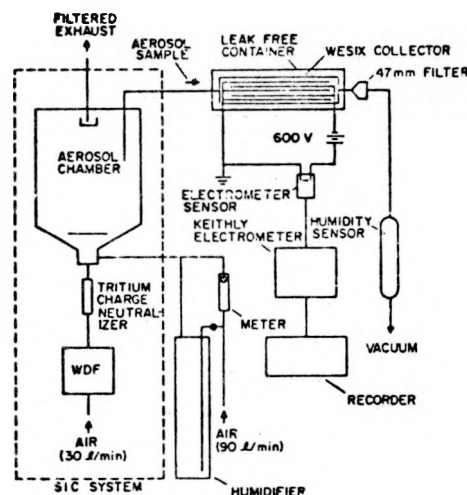 FILTERED
EXHAUST
AEROSOL
SAMPLE
LEAK FREE
CONTAINER
WESIX COLLECTOR
47mm FILTER
600 V
AEROSOL
CHAMBER
ELECTROMETER
SENSOR
KEITHLY
ELECTROMETER
HUMIDITY
SENSOR
TRITIUM
CHARGE
NEUTRAL-
IZER
METER
WDF
VACUUM
RECORDER
AIR
(30 l/min)
AIR
(90 l/min)
SIC SYSTEM
HUMIDIFIER